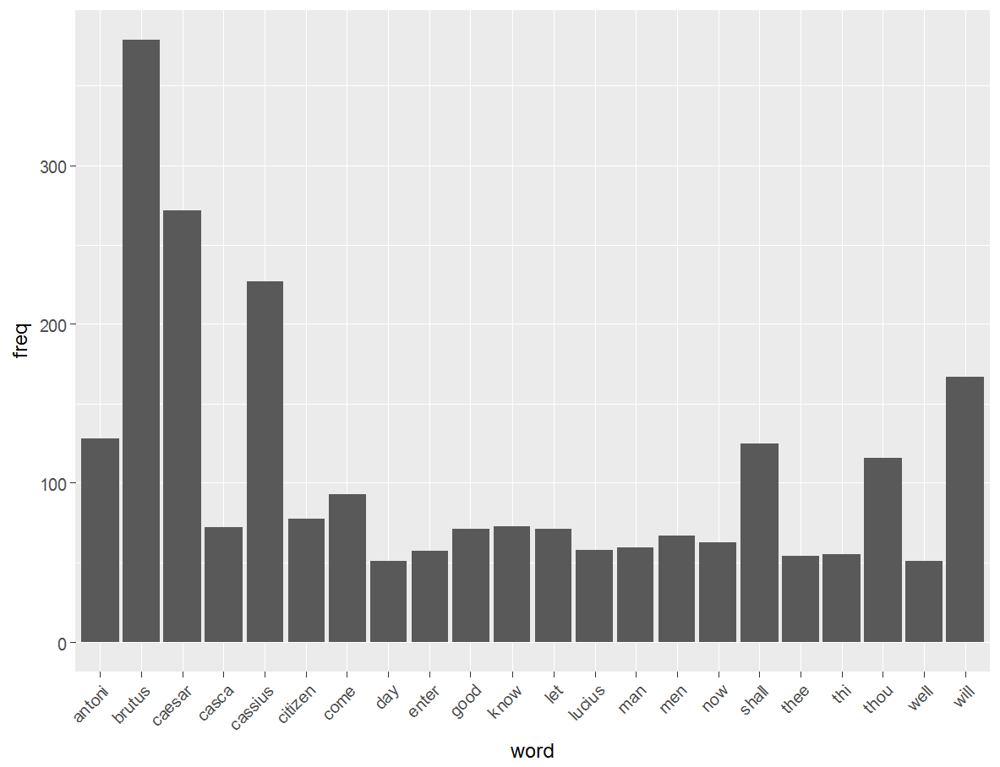 freq
300
200
100
0
antoni
brutus
caesar
casca
cassius
citizen
come
day
enter
good
know
let
lucius
man
men
now
shall
thee
thi
thou
well
will
word